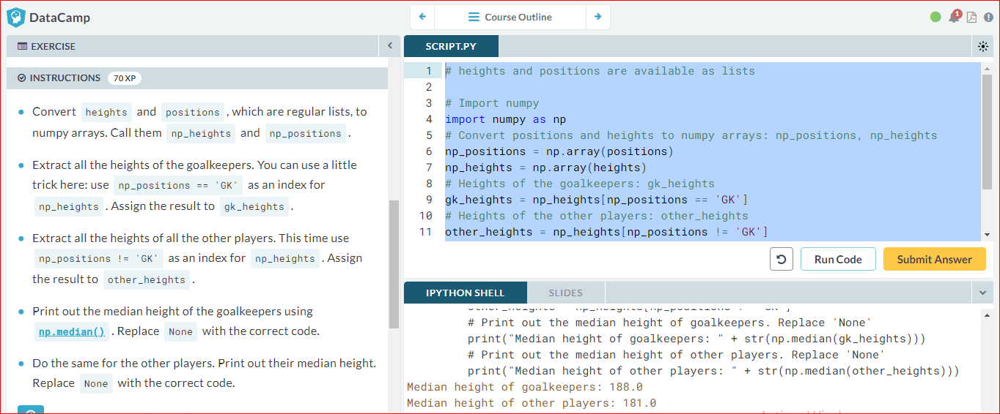 DataCamp
Course Outline
1
EXERCISE
INSTRUCTIONS 70 XP
Convert heights and positions , which are regular lists, to
numpy arrays. Call them np_heights and np_positions .
Extract all the heights of the goalkeepers. You can use a little
trick here: use np_positions == 'GK' as an index for
np_heights . Assign the result to gk_heights .
Extract all the heights of all the other players. This time use
np_positions != 'GK' as an index for np_heights . Assign
the result to other_heights .
Print out the median height of the goalkeepers using
np.median() . Replace None with the correct code.
Do the same for the other players. Print out their median height.
Replace None with the correct code.
SCRIPT.PY
1 # heights and positions are available as lists
2
3 # Import numpy
4 import numpy as np
5 # Convert positions and heights to numpy arrays: np_positions, np_heights
6 np_positions = np.array(positions)
7 np_heights = np.array(heights)
8 # Heights of the goalkeepers: gk_heights
9 gk_heights = np_heights[np_positions == 'GK']
10 # Heights of the other players: other_heights
11 other_heights = np_heights[np_positions != 'GK']
Run Code
Submit Answer
IPYTHON SHELL
SLIDES
# Print out the median height of goalkeepers. Replace 'None'
print("Median height of goalkeepers: " + str(np.median(gk_heights)))
# Print out the median height of other players. Replace 'None'
print("Median height of other players: " + str(np.median(other_heights)))
Median height of goalkeepers: 188.0
Median height of other players: 181.0